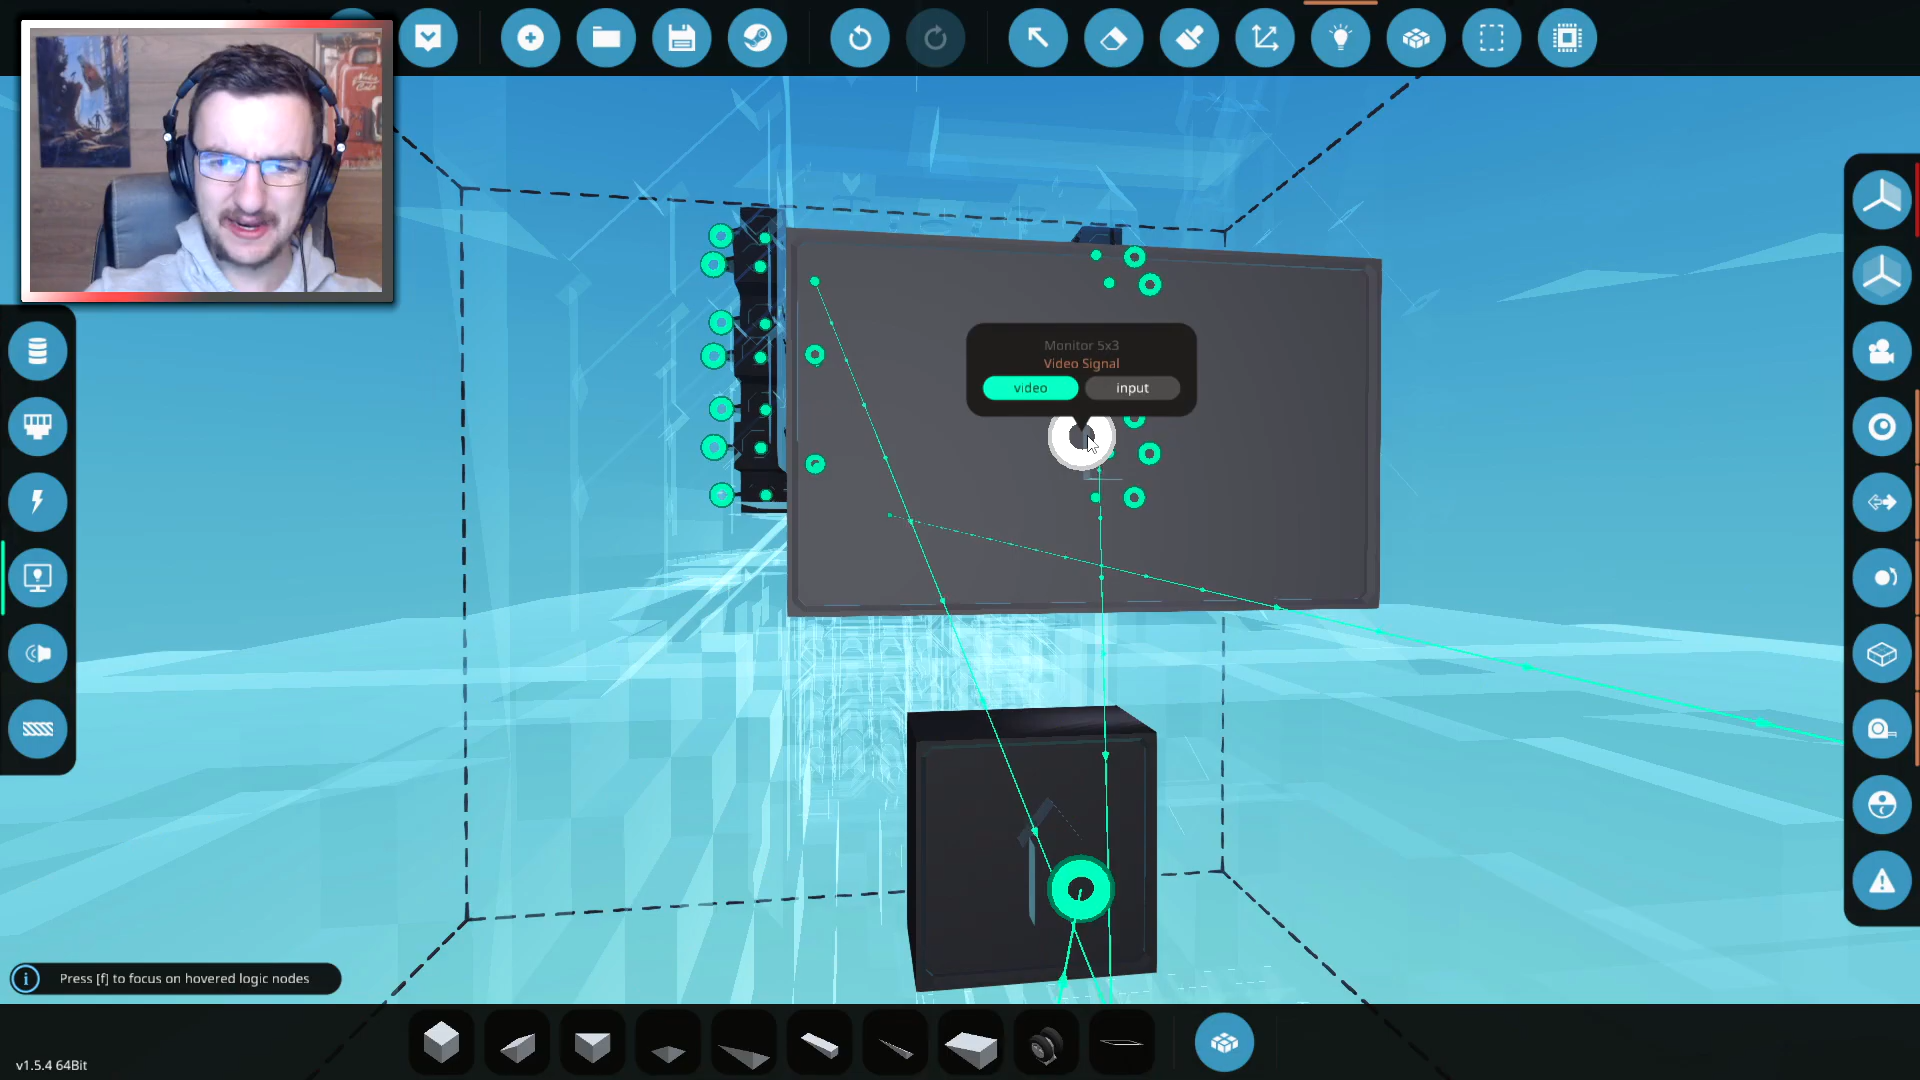 Monitor 5x3
Video Signal
video
input
Press [f] to focus on hovered logic nodes
v1.5.4 64Bit